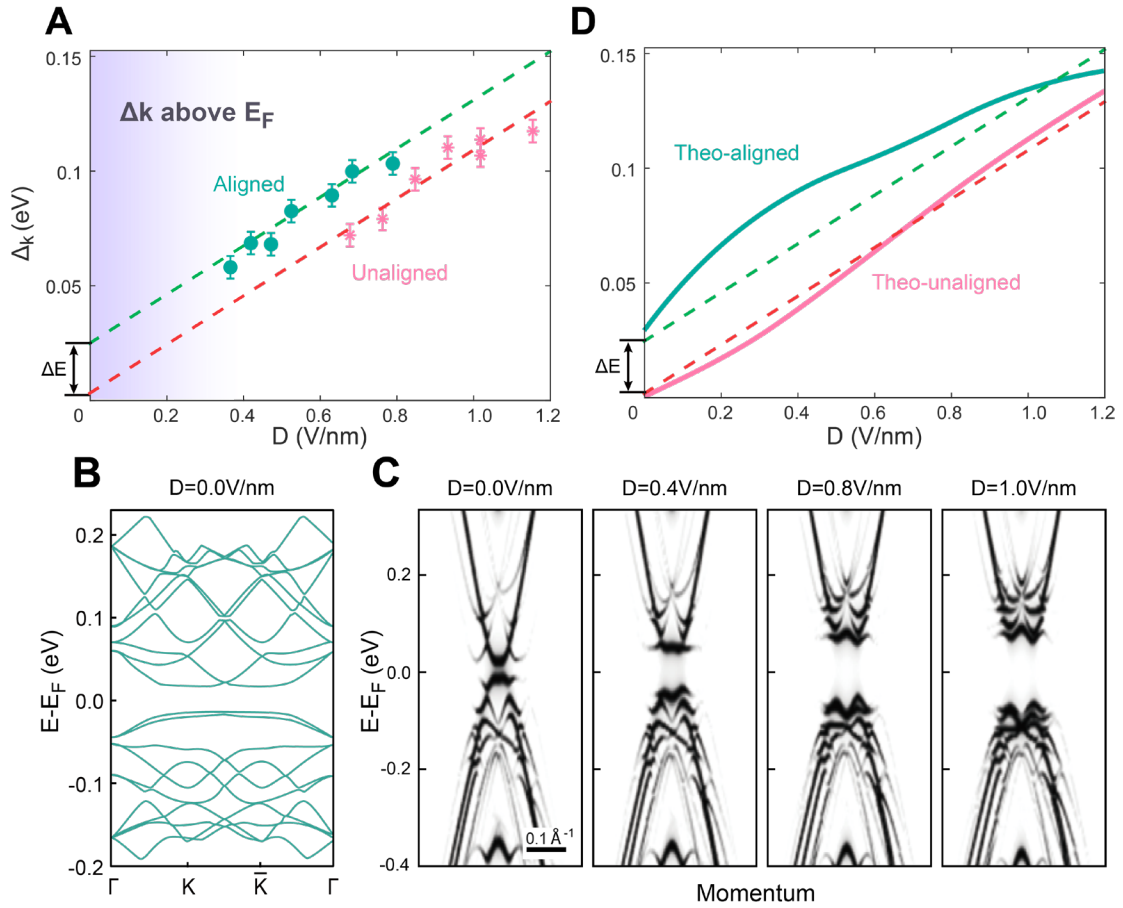 A
0.15
0.1
0.05
0
Δk (eV)
Δk above EF
Aligned
Unaligned
ΔE
0.2
0.4
0.6
0.8
1.0
1.2
D (V/nm)
D
0.15
0.1
0.05
0
Theo-aligned
Theo-unaligned
ΔE
0.2
0.4
0.6
0.8
1.0
1.2
D (V/nm)
B
D=0.0V/nm
E-EF (eV)
0.2
0.1
0.0
-0.1
-0.2
Γ
K
K̅
Γ
C
D=0.0V/nm
D=0.4V/nm
D=0.8V/nm
D=1.0V/nm
E-EF (eV)
0.2
0.0
-0.2
-0.4
0.1 Å-1
Momentum